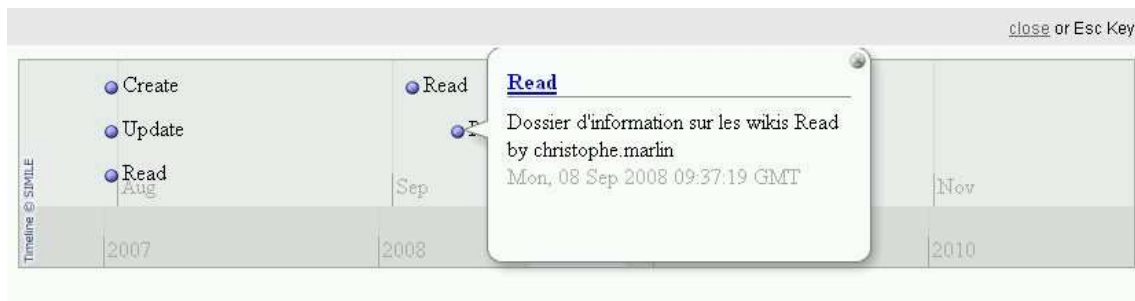 close or Esc Key
Create
Read
Update
Read
Read
Dossier d'information sur les wikis Read
by christophe.marlin
Mon, 08 Sep 2008 09:37:19 GMT
Aug
Sep
Nov
2007
2008
2010
Timeline © SIMILE